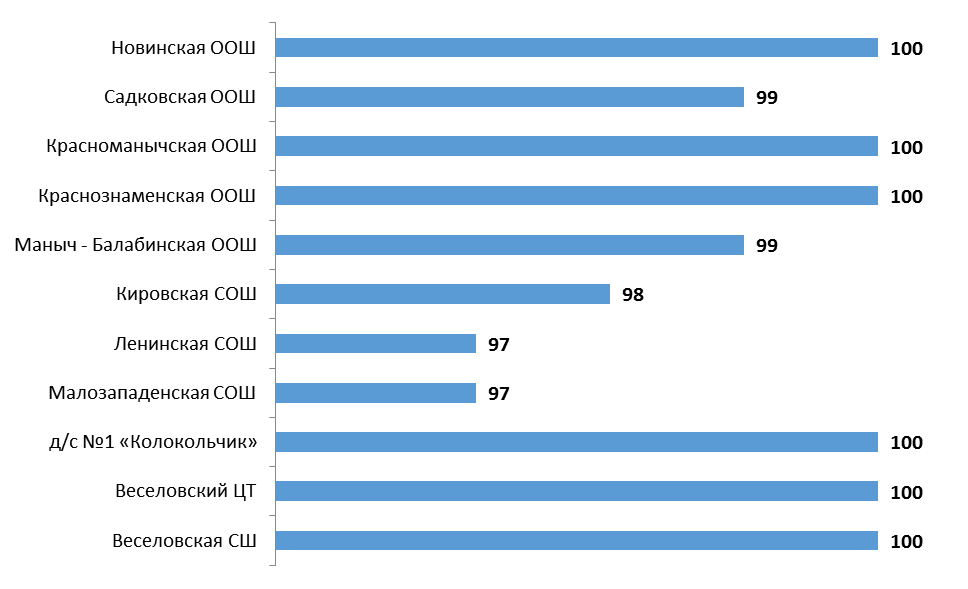 Новинская ООШ 100
Садковская ООШ 99
Красноманычская ООШ 100
Краснознаменская ООШ 100
Маныч - Балабинская ООШ 99
Кировская СОШ 98
Ленинская СОШ 97
Малозападенская СОШ 97
д/с №1 «Колокольчик» 100
Веселовский ЦТ 100
Веселовская СШ 100